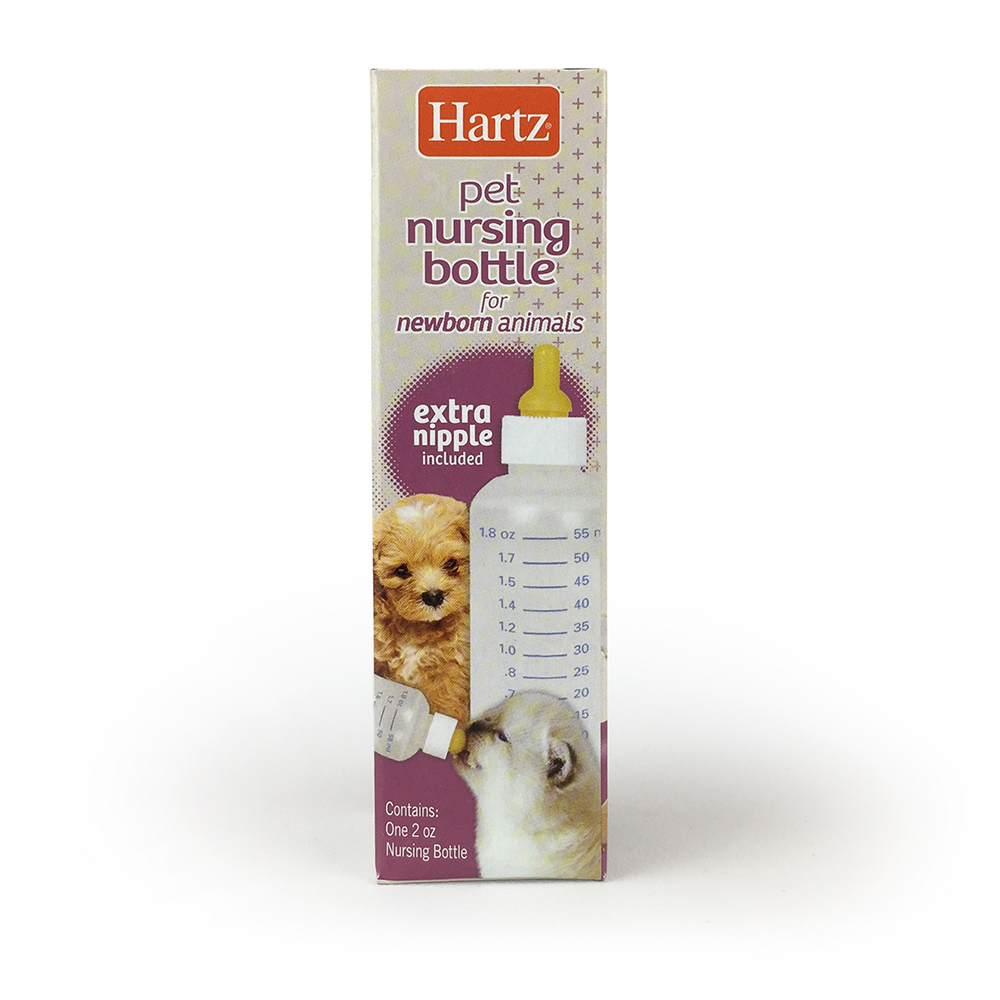 Hartz®
pet
nursing
bottle
for
newborn animals
extra
nipple
included
1.8 oz 55 m
1.7 50
1.5 45
1.4 40
1.2 35
1.0 30
.8 25
.7 20
15
Contains:
One 2 oz
Nursing Bottle